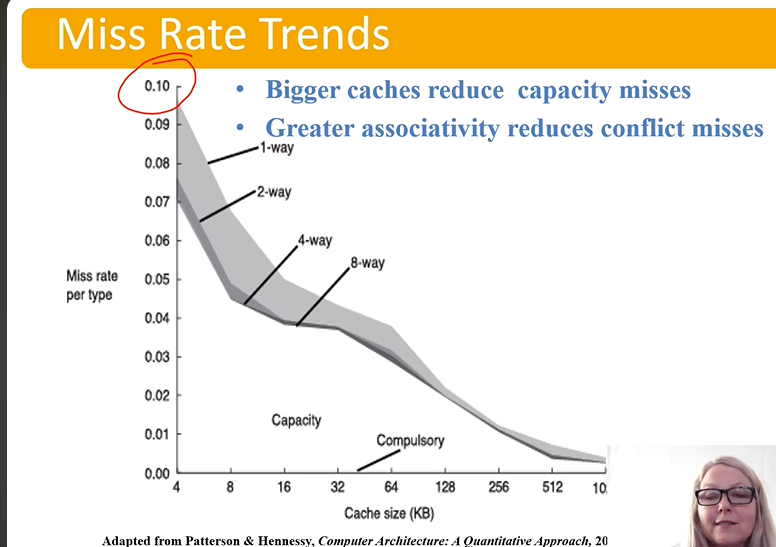 Miss Rate Trends
• Bigger caches reduce capacity misses
• Greater associativity reduces conflict misses
0.10
0.09
0.08
0.07
0.06
0.05
0.04
0.03
0.02
0.01
0.00
Miss rate
per type
1-way
2-way
4-way
8-way
Capacity
Compulsory
4 8 16 32 64 128 256 512 10
Cache size (KB)
Adapted from Patterson & Hennessy, Computer Architecture: A Quantitative Approach, 20